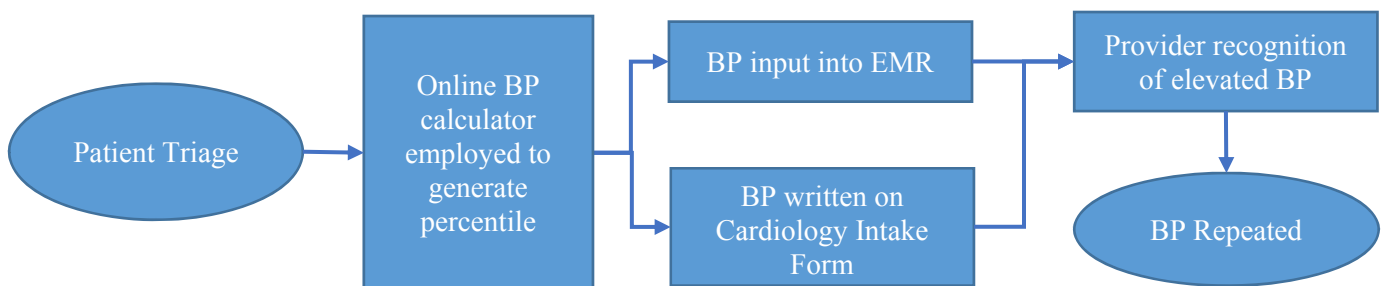 Patient Triage
Online BP
calculator
employed to
generate
percentile
BP input into EMR
BP written on
Cardiology Intake
Form
Provider recognition
of elevated BP
BP Repeated